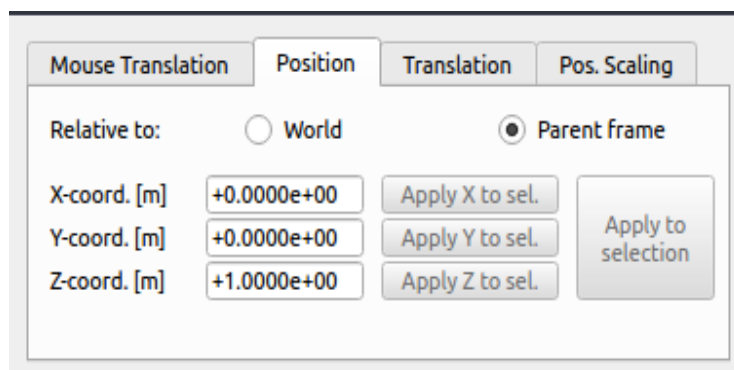 Mouse Translation Position Translation Pos. Scaling
Relative to: World Parent frame
X-coord. [m] +0.0000e+00 Apply X to sel.
Y-coord. [m] +0.0000e+00 Apply Y to sel.
Z-coord. [m] +1.0000e+00 Apply Z to sel.
Apply to
selection